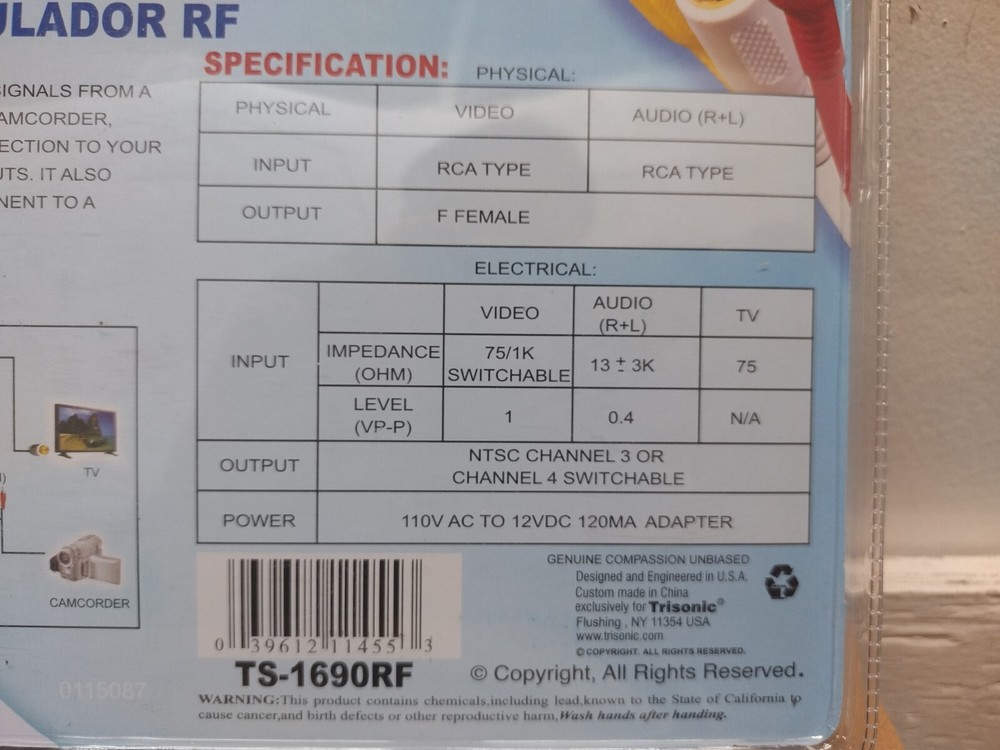 ULADOR RF
SIGNALS FROM A
AMCORDER,
ECTION TO YOUR
UTS. IT ALSO
NENT TO A
SPECIFICATION:
PHYSICAL:
PHYSICAL VIDEO AUDIO (R+L)
INPUT RCA TYPE RCA TYPE
OUTPUT F FEMALE
ELECTRICAL:
VIDEO AUDIO (R+L) TV
INPUT
IMPEDANCE (OHM) 75/1K SWITCHABLE 13 ± 3K 75
LEVEL (VP-P) 1 0.4 N/A
OUTPUT NTSC CHANNEL 3 OR
CHANNEL 4 SWITCHABLE
POWER 110V AC TO 12VDC 120MA ADAPTER
TV
CAMCORDER
0115087
0 39612 11455 3
TS-1690RF
GENUINE COMPASSION UNBIASED
Designed and Engineered in U.S.A.
Custom made in China
exclusively for Trisonic®
Flushing , NY 11354 USA
www.trisonic.com
© COPYRIGHT. ALL RIGHTS RESERVED.
© Copyright, All Rights Reserved.
WARNING:This product contains chemicals,including lead,known to the State of California to
cause cancer,and birth defects or other reproductive harm,Wash hands after handing.